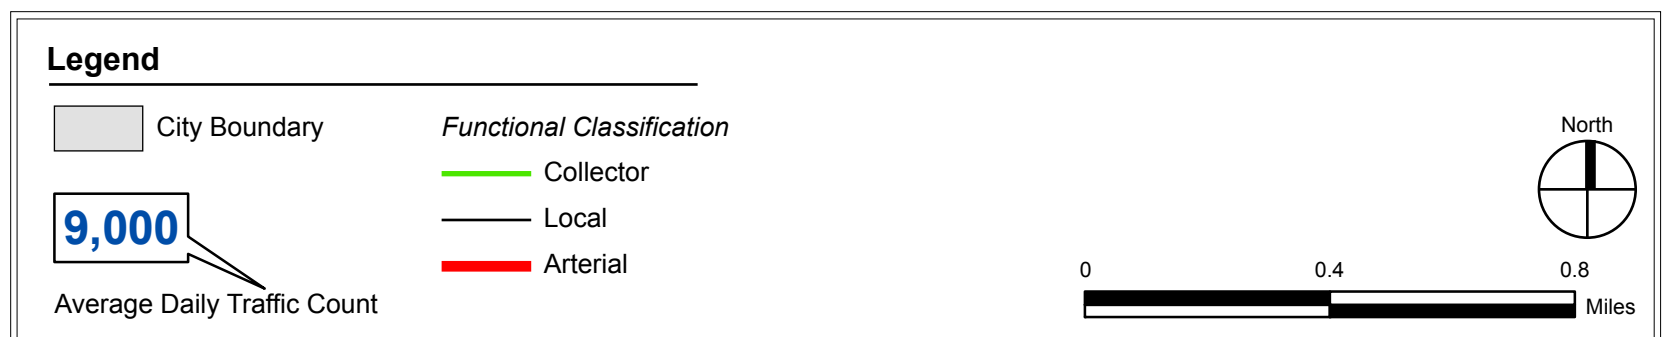 Legend
City Boundary
9,000
Average Daily Traffic Count
Functional Classification
Collector
Local
Arterial
North
0 0.4 0.8
Miles